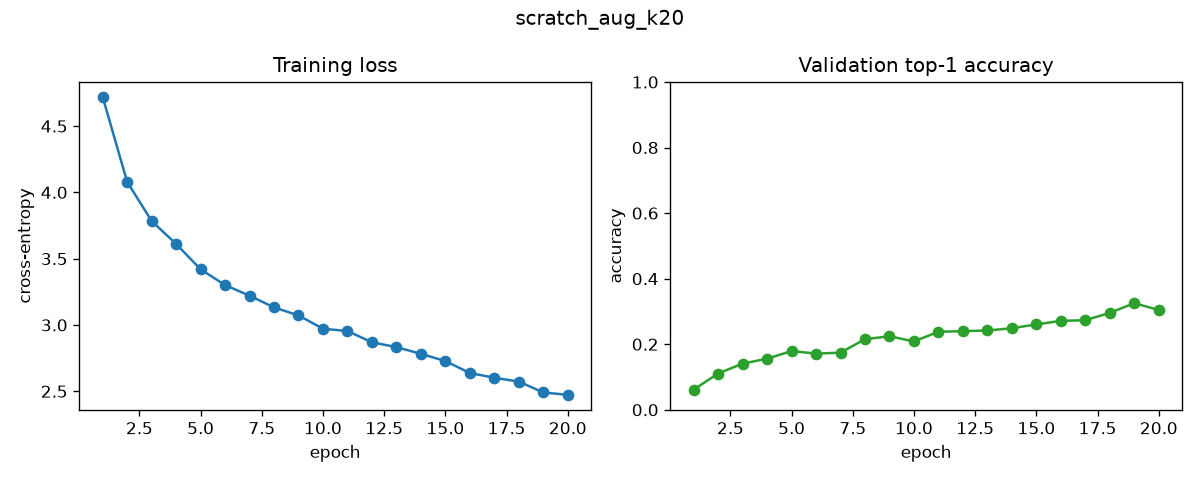 scratch_aug_k20
Training loss
4.5
4.0
3.5
3.0
2.5
cross-entropy
2.5 5.0 7.5 10.0 12.5 15.0 17.5 20.0
epoch
Validation top-1 accuracy
1.0
0.8
0.6
0.4
0.2
0.0
accuracy
2.5 5.0 7.5 10.0 12.5 15.0 17.5 20.0
epoch